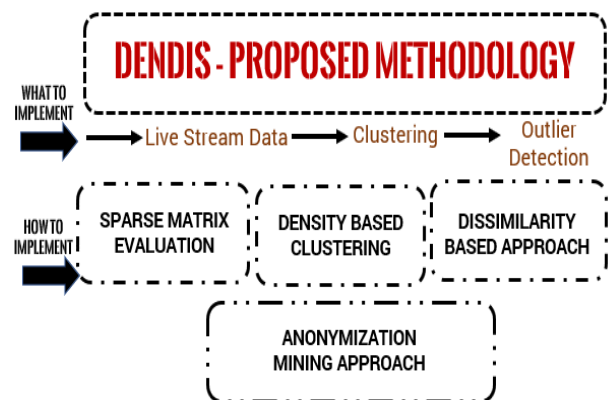 DENDIS - PROPOSED METHODOLOGY
WHAT TO
IMPLEMENT
Live Stream Data
Clustering
Outlier
Detection
HOW TO
IMPLEMENT
SPARSE MATRIX
EVALUATION
DENSITY BASED
CLUSTERING
DISSIMILARITY
BASED APPROACH
ANONYMIZATION
MINING APPROACH